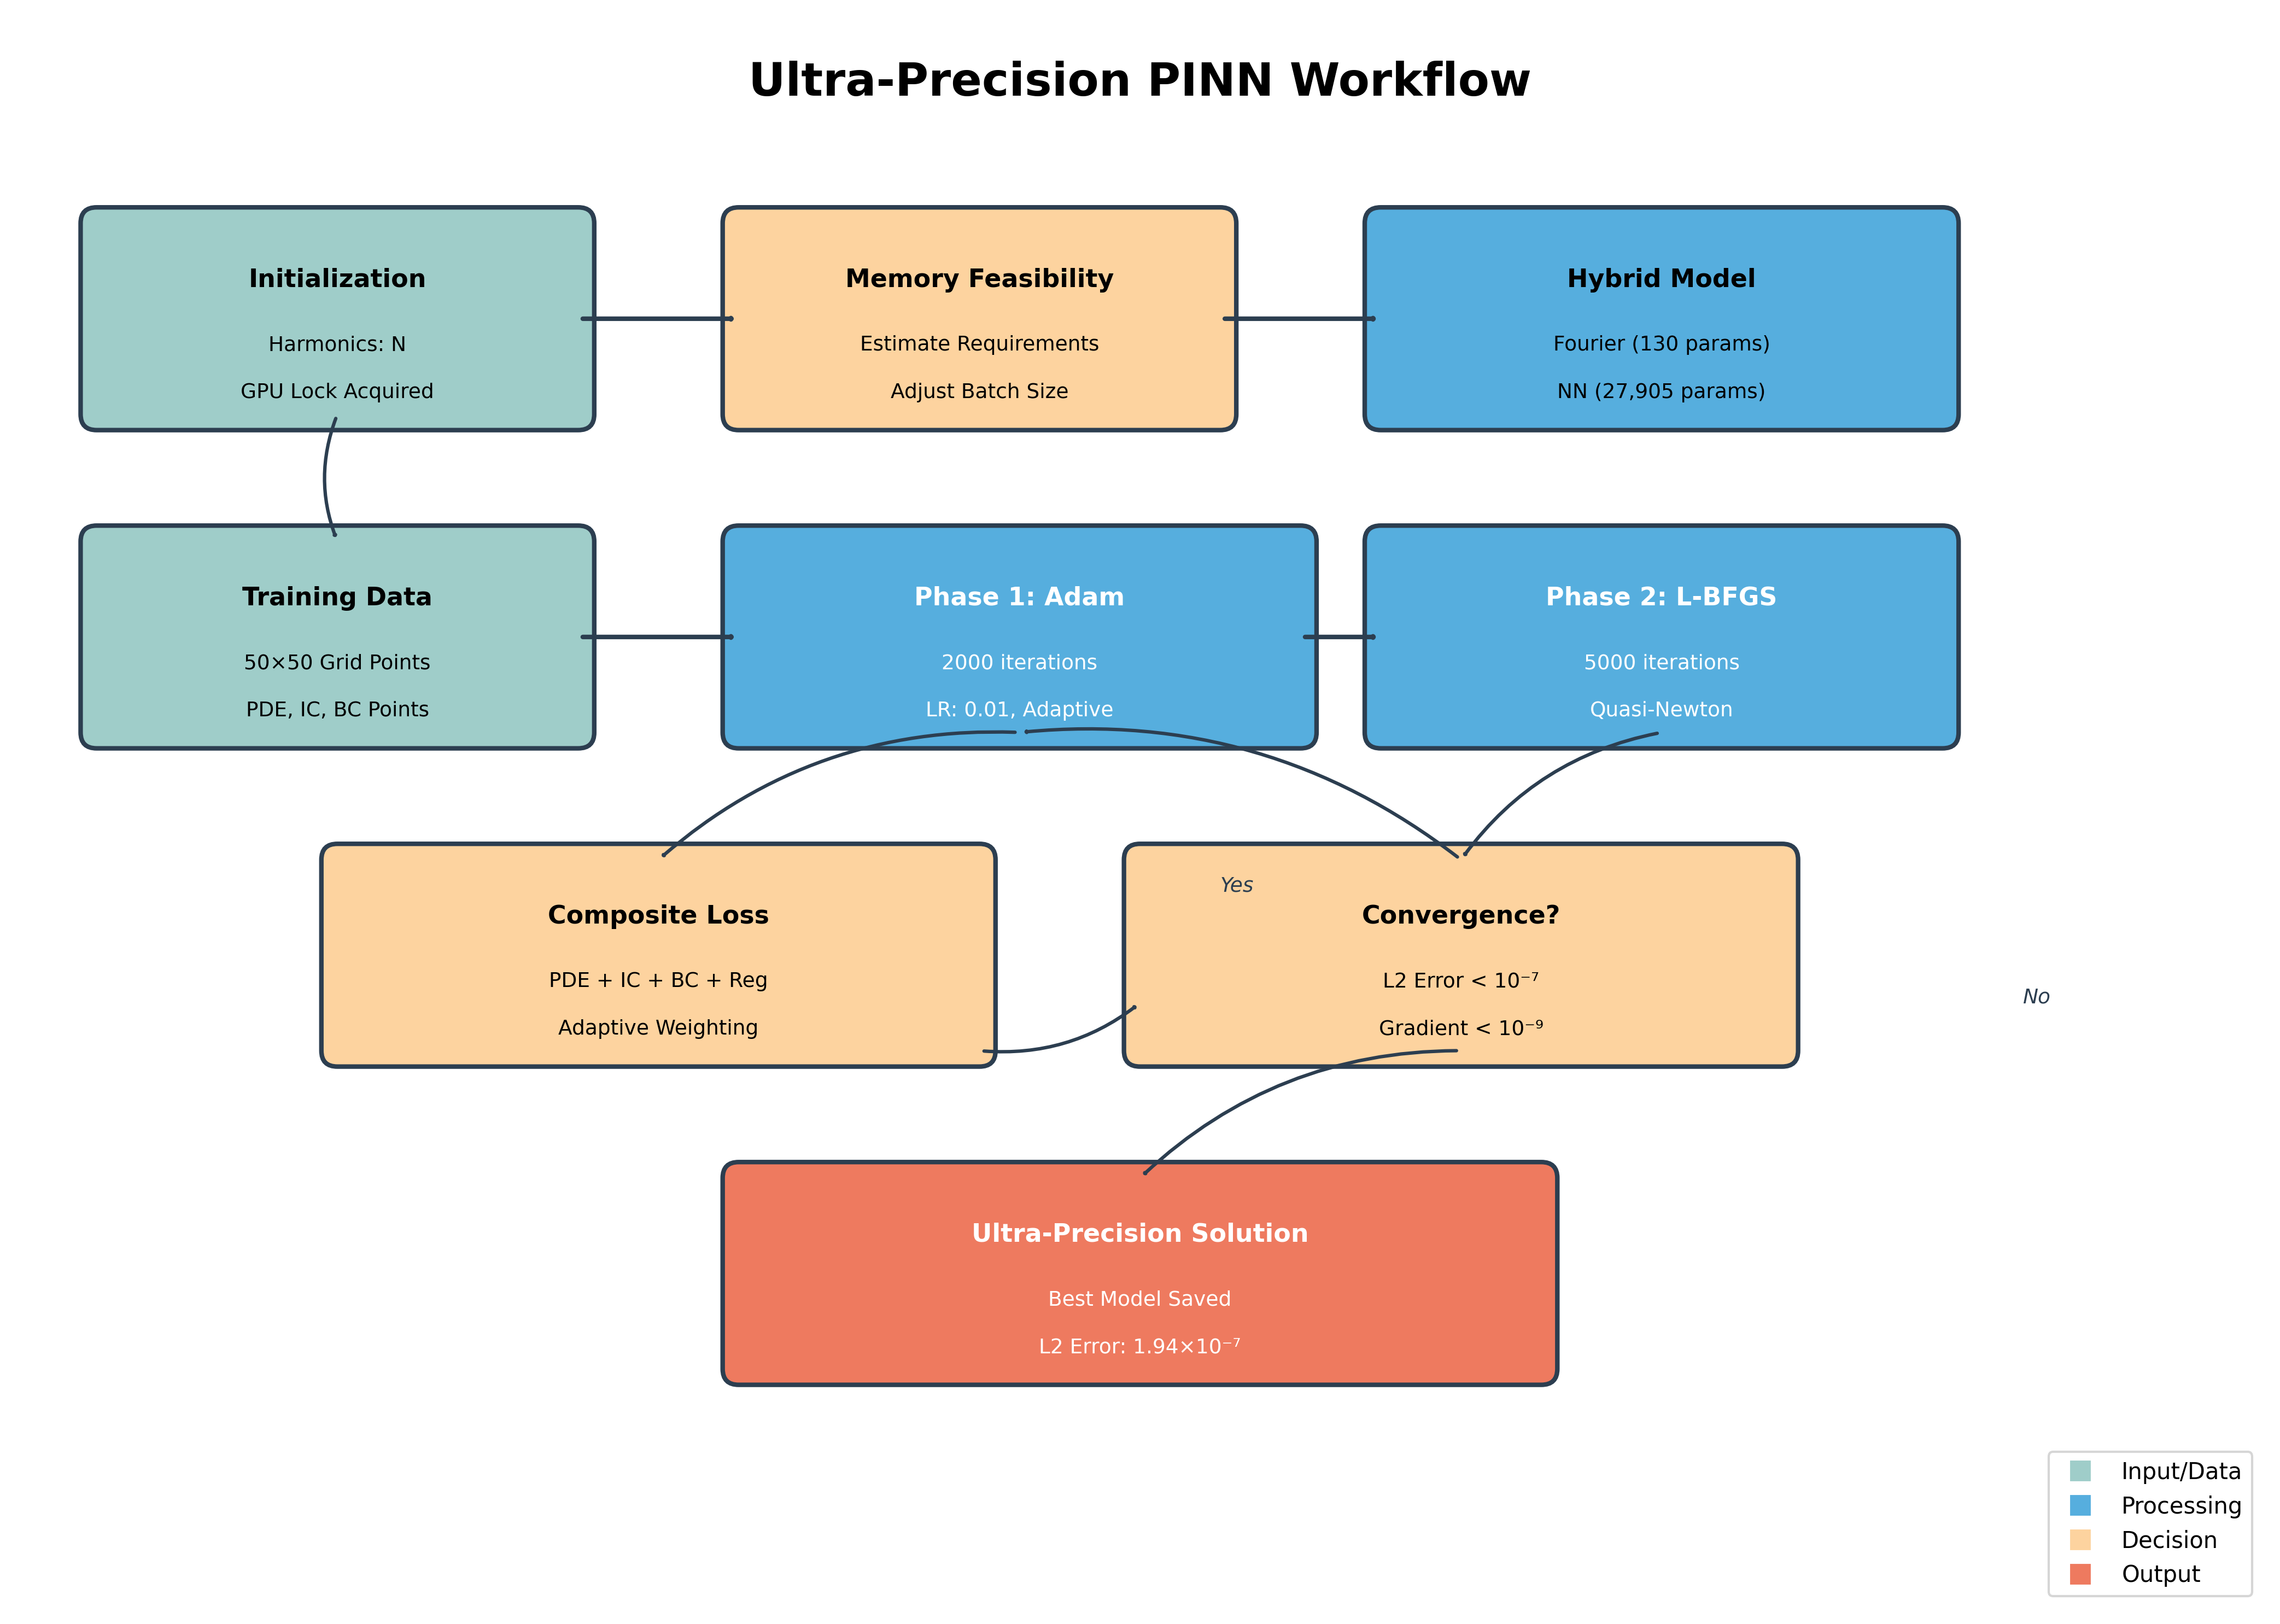 Ultra-Precision PINN Workflow
Initialization
Harmonics: N
GPU Lock Acquired
Memory Feasibility
Estimate Requirements
Adjust Batch Size
Hybrid Model
Fourier (130 params)
NN (27,905 params)
Training Data
50×50 Grid Points
PDE, IC, BC Points
Phase 1: Adam
2000 iterations
LR: 0.01, Adaptive
Phase 2: L-BFGS
5000 iterations
Quasi-Newton
Composite Loss
PDE + IC + BC + Reg
Adaptive Weighting
Yes
Convergence?
L2 Error < 10⁻⁷
Gradient < 10⁻⁹
No
Ultra-Precision Solution
Best Model Saved
L2 Error: 1.94×10⁻⁷
Input/Data
Processing
Decision
Output